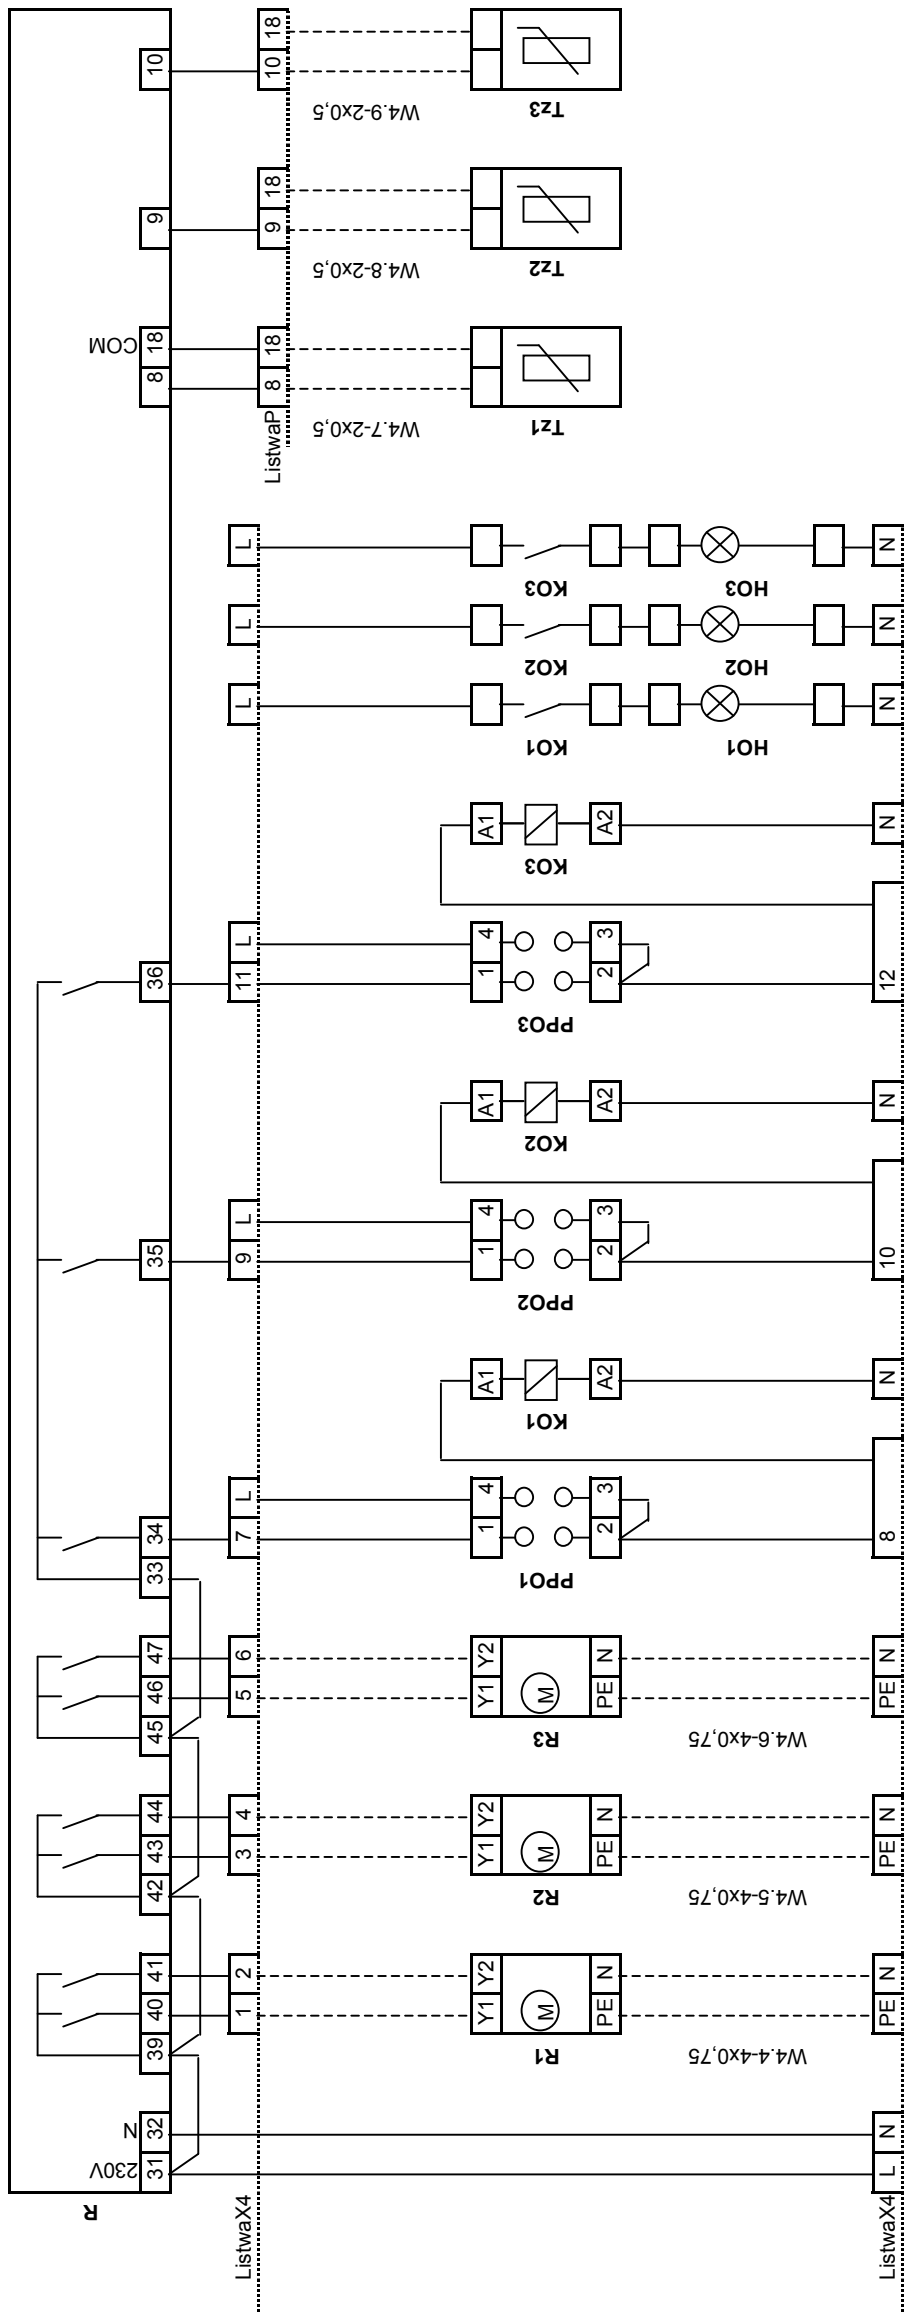 R
230V N COM
31 32 39 40 41 42 43 44 45 46 47 33 34 35 36 8 18 9 10
ListwaX4 1 2 3 4 5 6 7 L 9 L 11 L L L L
ListwaP 8 18 9 18 10 18
W4.7-2x0,5 W4.8-2x0,5 W4.9-2x0,5
Y1 Y2 Y1 Y2 Y1 Y2 1 4 A1 1 4 A1 1 4 A1
M M M
R1 R2 R3 PPO1 KO1 PPO2 KO2 PPO3 KO3 KO1 KO2 KO3 Tz1 Tz2 Tz3
PE N PE N PE N 2 3 A2 2 3 A2 2 3 A2
W4.4-4x0,75 W4.5-4x0,75 W4.6-4x0,75 HO1 HO2 HO3
ListwaX4 L N PE N PE N PE N 8 N 10 N 12 N N N N